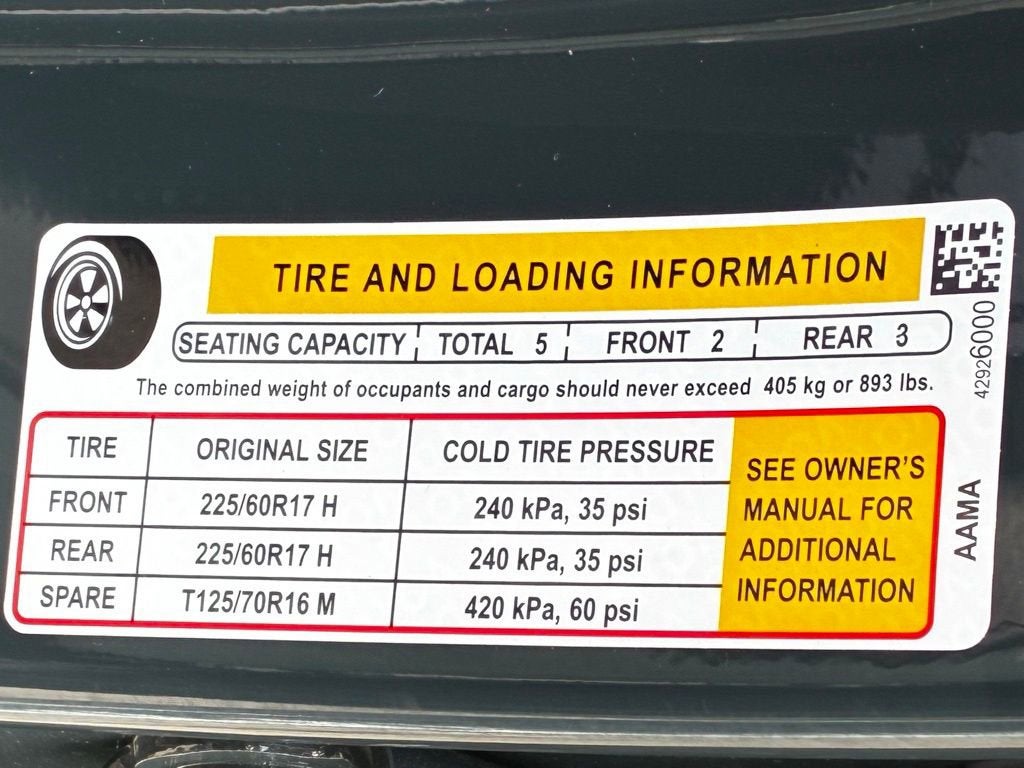 TIRE AND LOADING INFORMATION
SEATING CAPACITY TOTAL 5 FRONT 2 REAR 3
The combined weight of occupants and cargo should never exceed 405 kg or 893 lbs.
TIRE ORIGINAL SIZE COLD TIRE PRESSURE
FRONT 225/60R17 H 240 kPa, 35 psi
REAR 225/60R17 H 240 kPa, 35 psi
SPARE T125/70R16 M 420 kPa, 60 psi
SEE OWNER'S
MANUAL FOR
ADDITIONAL
INFORMATION
42926000
AAMA